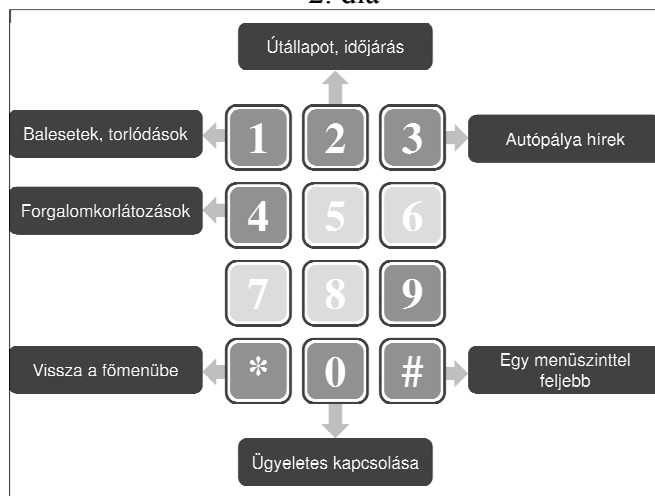 2. dia
Útállapot, időjárás
Balesetek, torlódások
1
2
3
Autópálya hírek
Forgalomkorlátozások
4
5
6
7
8
9
Vissza a főmenübe
*
0
#
Egy menüszinttel
feljebb
Ügyeletes kapcsolása